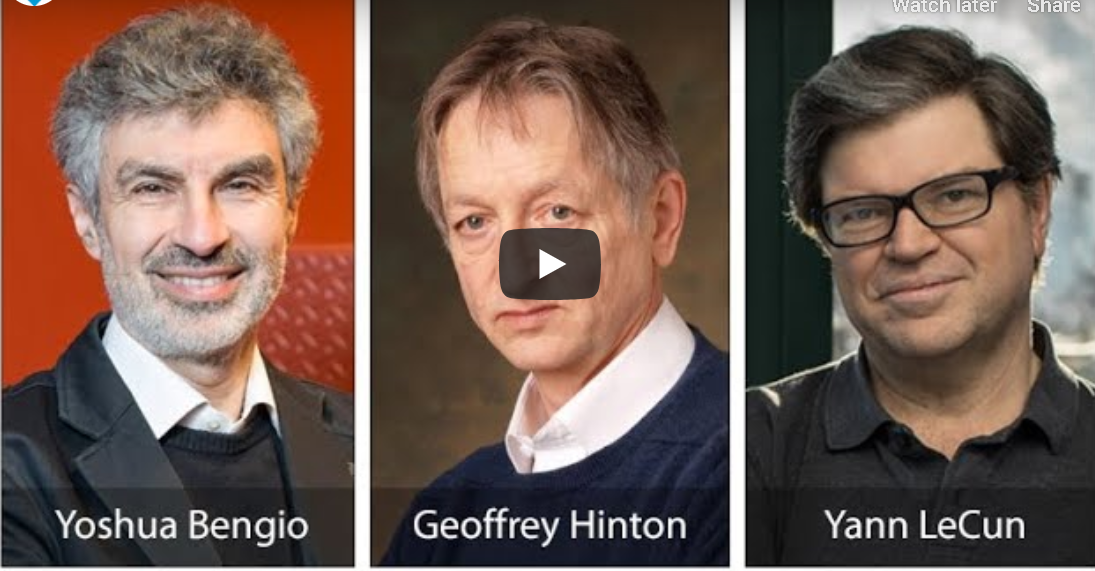 Watch later Share
Yoshua Bengio Geoffrey Hinton Yann LeCun